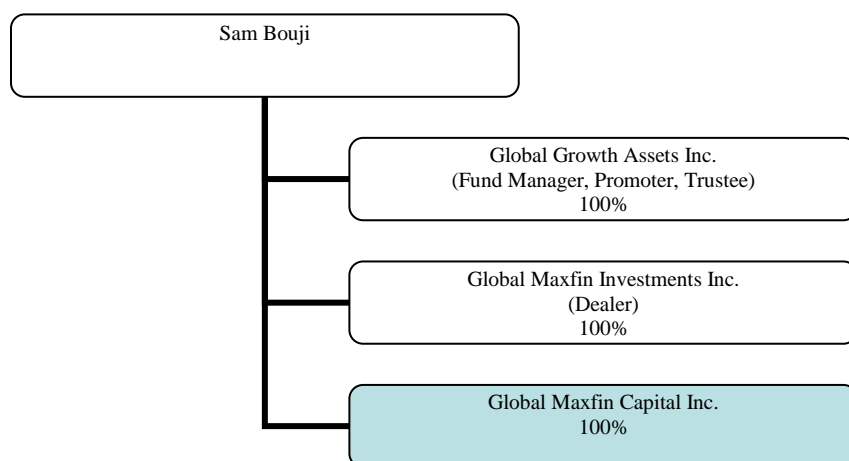 Sam Bouji
Global Growth Assets Inc.
(Fund Manager, Promoter, Trustee)
100%
Global Maxfin Investments Inc.
(Dealer)
100%
Global Maxfin Capital Inc.
100%